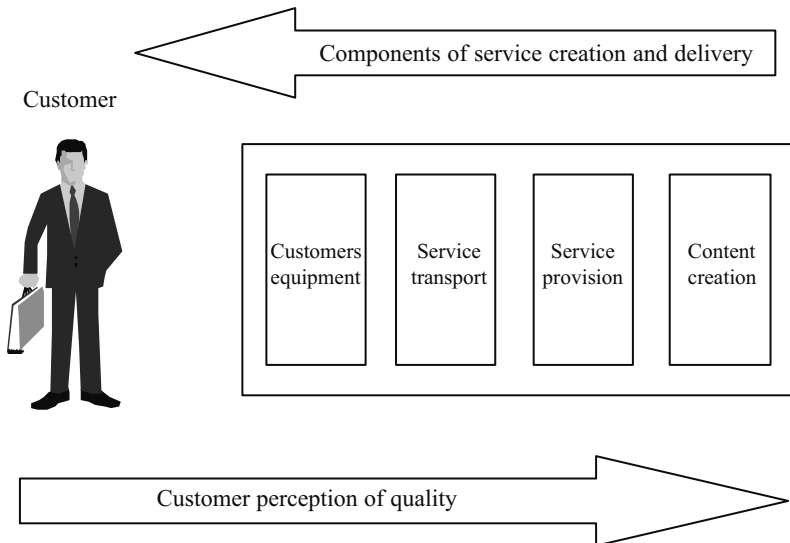 Components of service creation and delivery
Customer
Customers
equipment
Service
transport
Service
provision
Content
creation
Customer perception of quality